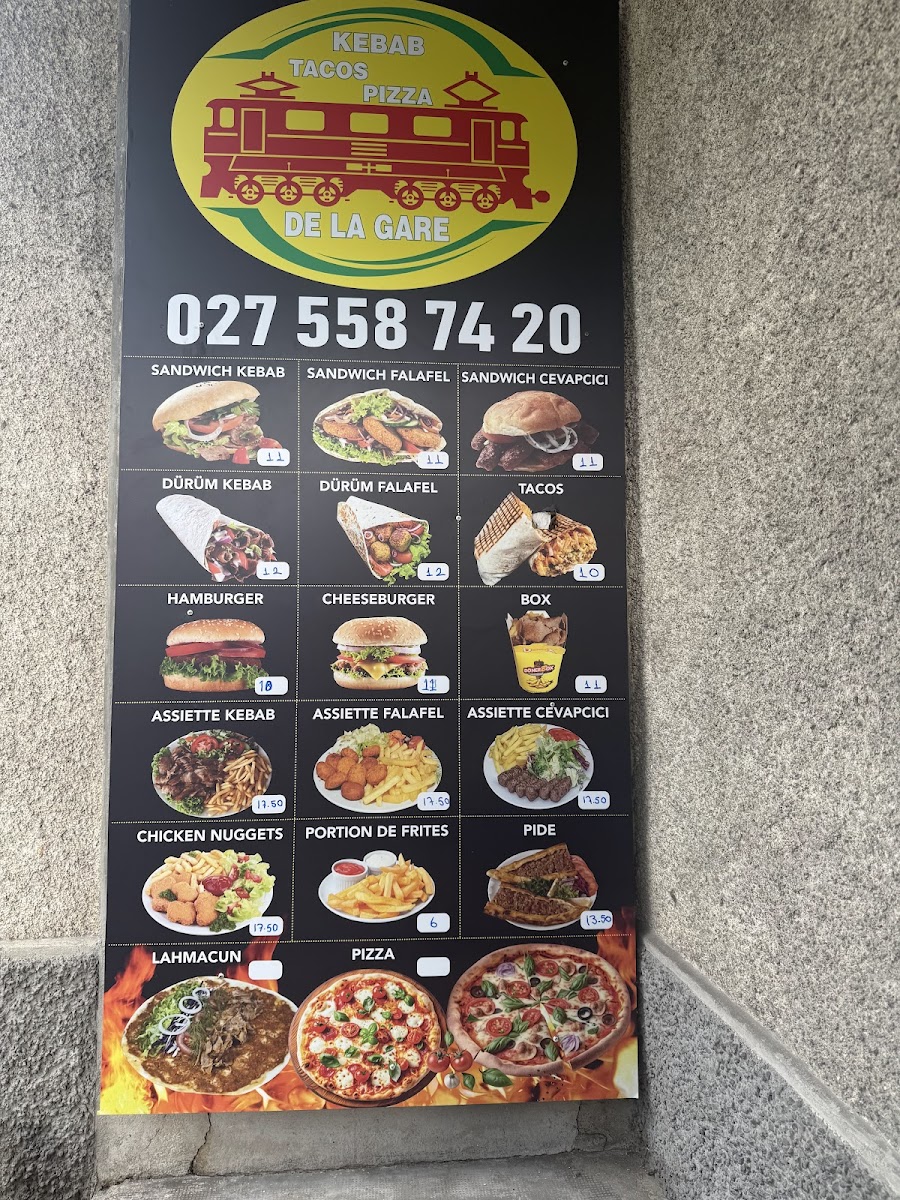 KEBAB
TACOS
PIZZA
DE LA GARE
027 558 74 20
SANDWICH KEBAB
11
SANDWICH FALAFEL
11
SANDWICH CEVAPCICI
11
DÜRÜM KEBAB
12
DÜRÜM FALAFEL
12
TACOS
10
HAMBURGER
10
CHEESEBURGER
11
BOX
11
ASSIETTE KEBAB
17.50
ASSIETTE FALAFEL
17.50
ASSIETTE CEVAPCICI
17.50
CHICKEN NUGGETS
17.50
PORTION DE FRITES
6
PIDE
13.50
LAHMACUN
PIZZA